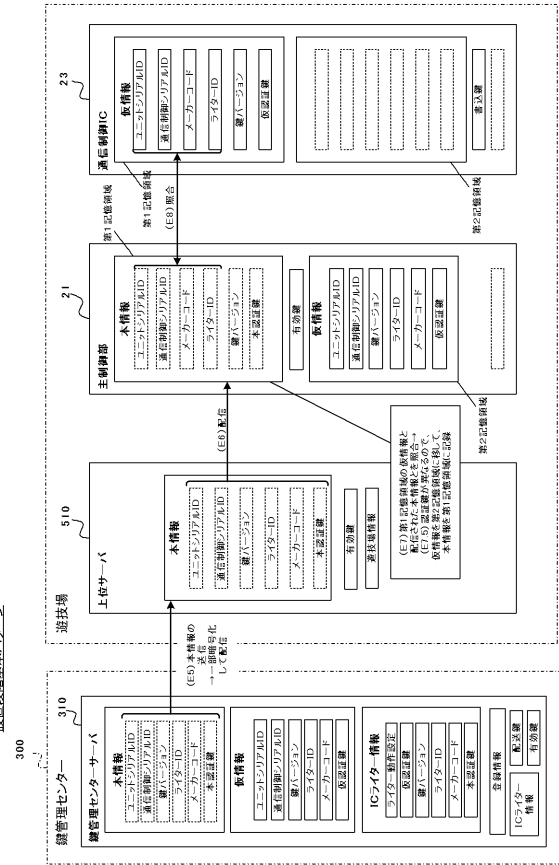 300
鍵管理センター
310
鍵管理センター サーバ
本情報
ユニットシリアルID
通信制御シリアルID
鍵バージョン
ライターID
メーカーコード
本認証鍵
仮情報
ユニットシリアルID
通信制御シリアルID
鍵バージョン
ライターID
メーカーコード
仮認証鍵
ICライター情報
ライター動作設定
仮認証鍵
鍵バージョン
ライターID
メーカーコード
本認証鍵
登録情報
ICライター
情報
配送鍵
有効鍵
(E5)本情報の
送信
→一部暗号化
して配信
遊技場
510
上位サーバ
本情報
ユニットシリアルID
通信制御シリアルID
鍵バージョン
ライターID
メーカーコード
本認証鍵
有効鍵
遊技場情報
(E6)配信
(E7)第1記憶領域の仮情報と
配信された本情報とを照合→
(E7.5)認証鍵が異なるので、
仮情報を第2記憶領域に移して、
本情報を第1記憶領域に記録
21
主制御部
第1記憶領域
本情報
ユニットシリアルID
通信制御シリアルID
メーカーコード
ライターID
鍵バージョン
本認証鍵
有効鍵
仮情報
ユニットシリアルID
通信制御シリアルID
鍵バージョン
ライターID
メーカーコード
仮認証鍵
第2記憶領域
(E8)照合
23
通信制御IC
第1記憶領域
仮情報
ユニットシリアルID
通信制御シリアルID
メーカーコード
ライターID
鍵バージョン
仮認証鍵
書込鍵
第2記憶領域